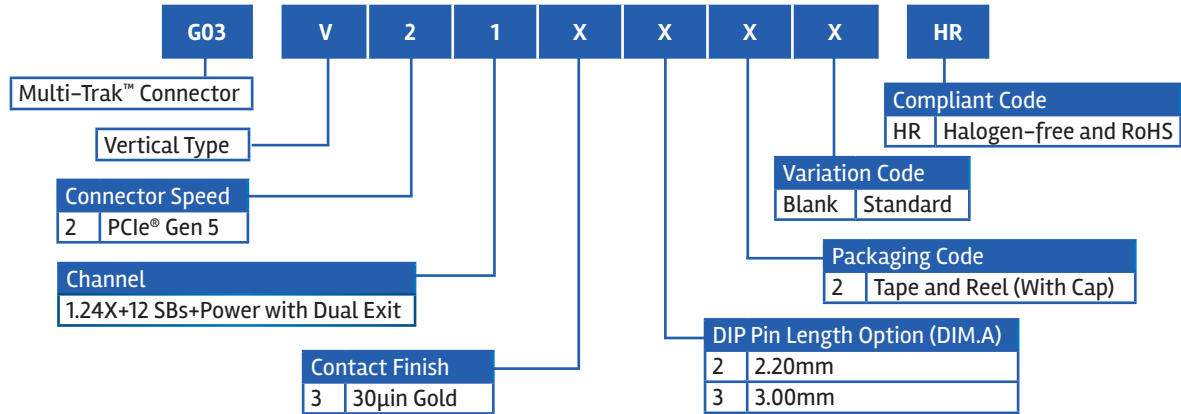 G03 V 2 1 X X X X HR
Multi-Trak™ Connector
Compliant Code
HR Halogen-free and RoHS
Vertical Type
Variation Code
Blank Standard
Connector Speed
2 PCIe® Gen 5
Packaging Code
2 Tape and Reel (With Cap)
Channel
1.24X+12 SBs+Power with Dual Exit
DIP Pin Length Option (DIM.A)
2 2.20mm
3 3.00mm
Contact Finish
3 30µin Gold